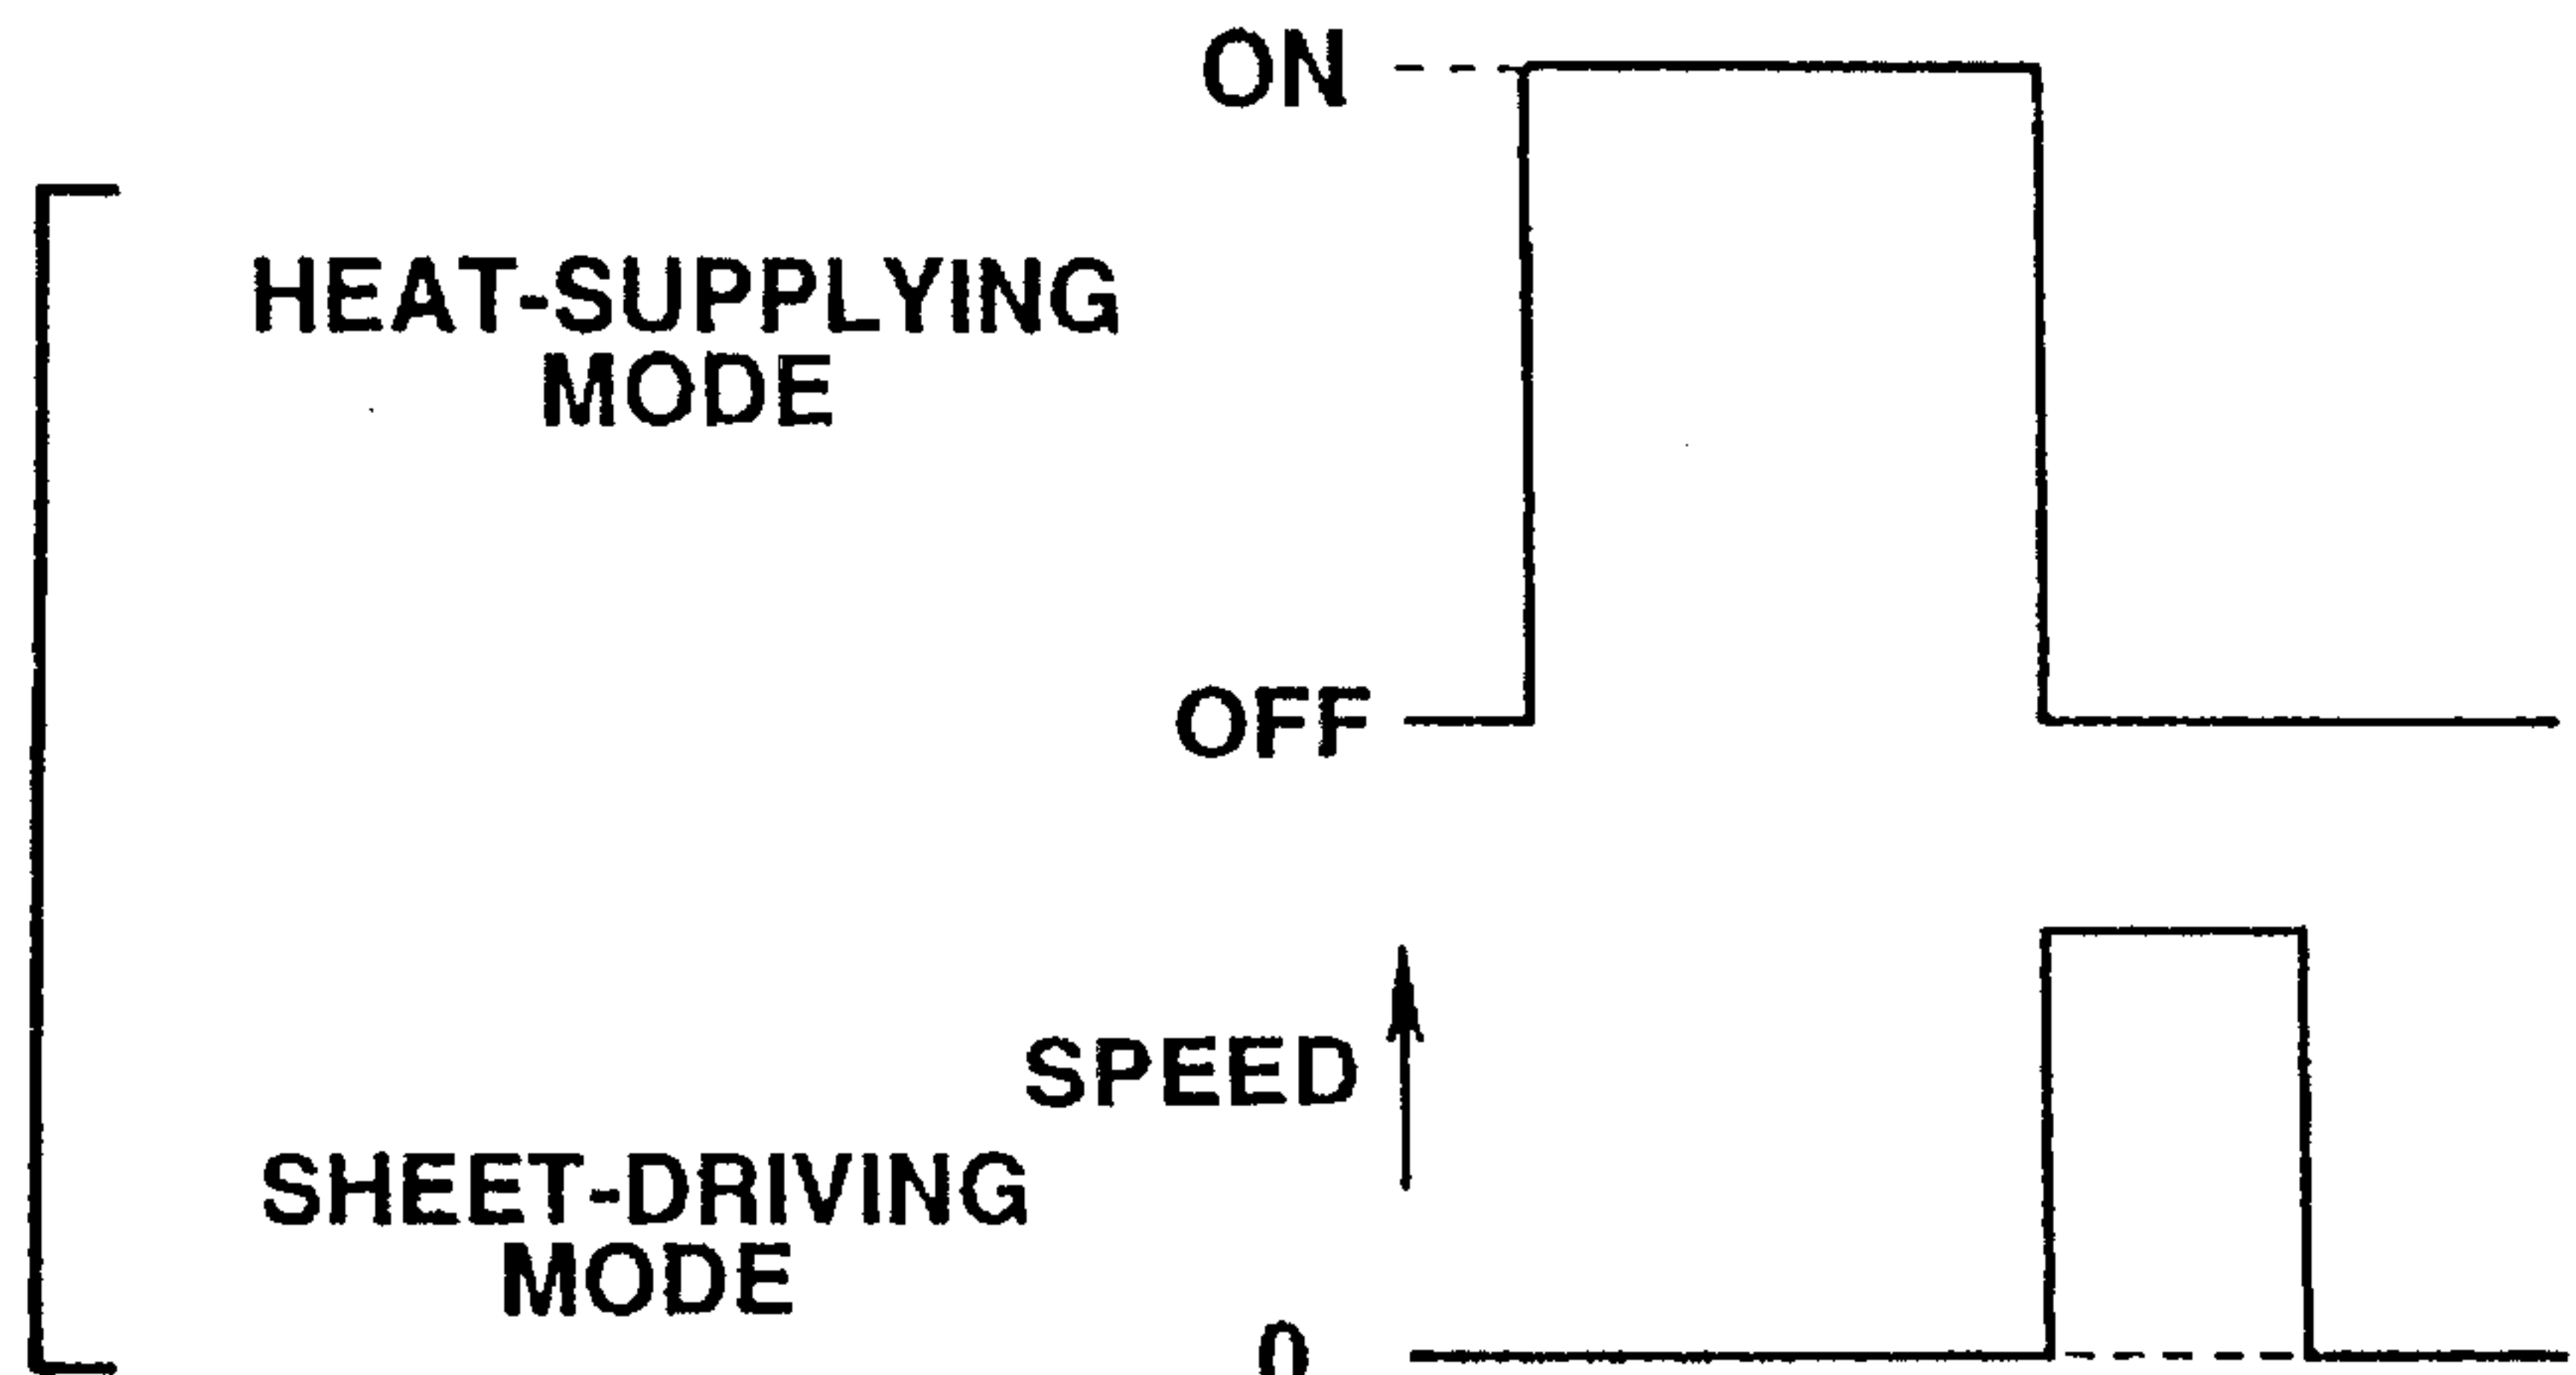 ON
HEAT-SUPPLYING
MODE
OFF
SPEED
SHEET-DRIVING
MODE
0